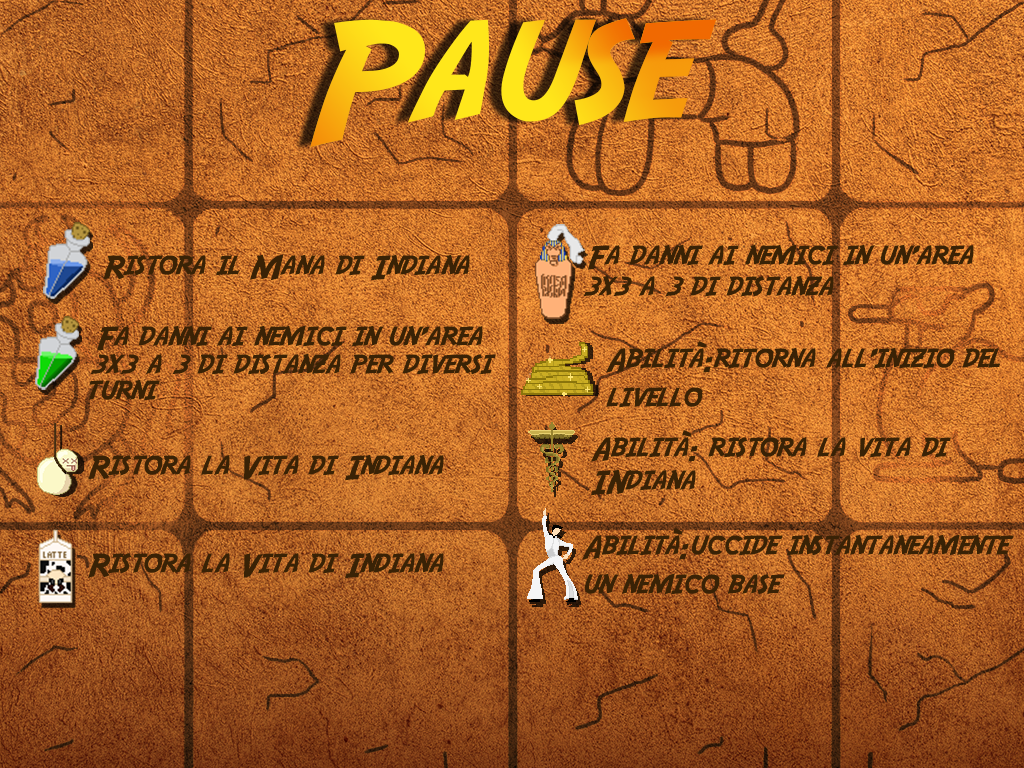 PAUSE
Ristora il Mana di Indiana
Fa danni ai nemici in un'area
3x3 a 3 di distanza per diversi
turni
Ristora la Vita di Indiana
LATTE
Ristora la Vita di Indiana
Fa danni ai nemici in un'area
3x3 a 3 di distanza
Abilità:ritorna all'inizio del
livello
Abilità: ristora la vita di
INdiana
Abilità:uccide instantaneamente
un nemico base